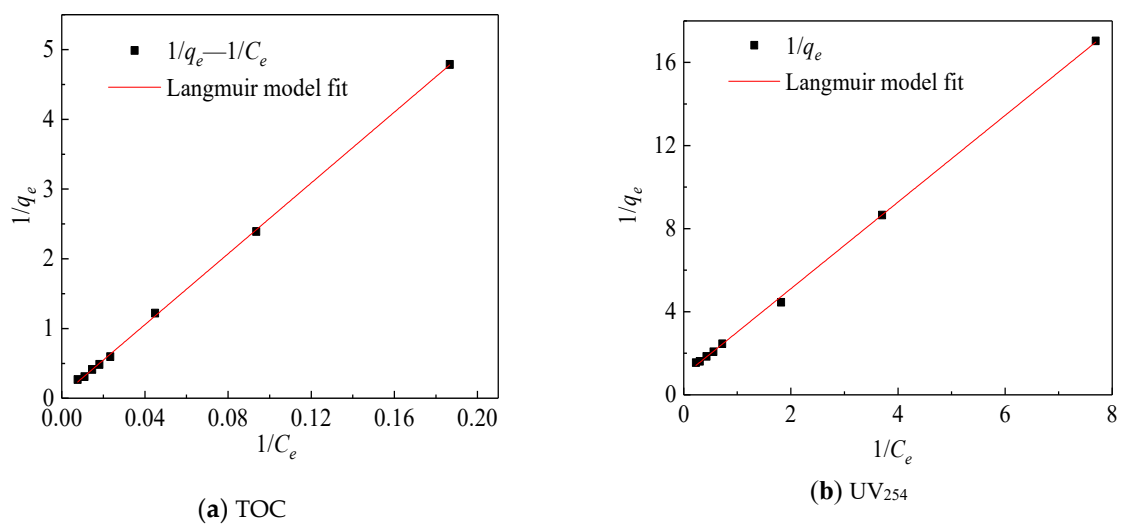 1/qₑ—1/Cₑ
Langmuir model fit
5
4
3
2
1
0
0.00
0.04
0.08
0.12
0.16
0.20
1/qₑ
1/Cₑ
(a) TOC
1/qₑ
Langmuir model fit
16
12
8
4
0
0
2
4
6
8
1/qₑ
1/Cₑ
(b) UV₂₅₄